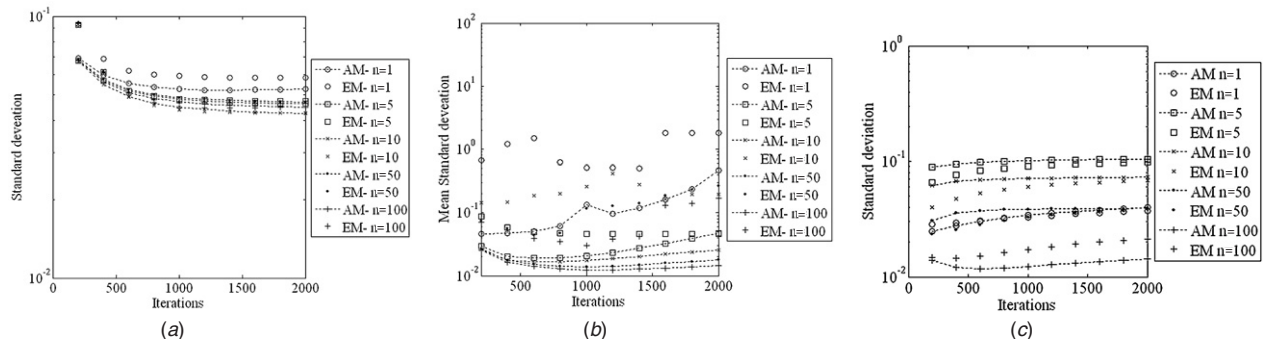 10^-1
10^-2
Standard deveation
0
500
1000
1500
2000
Iterations
AM- n=1
EM- n=1
AM- n=5
EM- n=5
AM- n=10
EM- n=10
AM- n=50
EM- n=50
AM- n=100
EM- n=100
(a)
10^2
10^1
10^0
10^-1
10^-2
Mean Standard deveation
0
500
1000
1500
2000
Iterations
AM- n=1
EM- n=1
AM- n=5
EM- n=5
AM- n=10
EM- n=10
AM- n=50
EM- n=50
AM- n=100
EM- n=100
(b)
10^0
10^-1
10^-2
Standard deviation
0
500
1000
1500
2000
Iterations
AM n=1
EM n=1
AM n=5
EM n=5
AM n=10
EM n=10
AM n=50
EM n=50
AM n=100
EM n=100
(c)